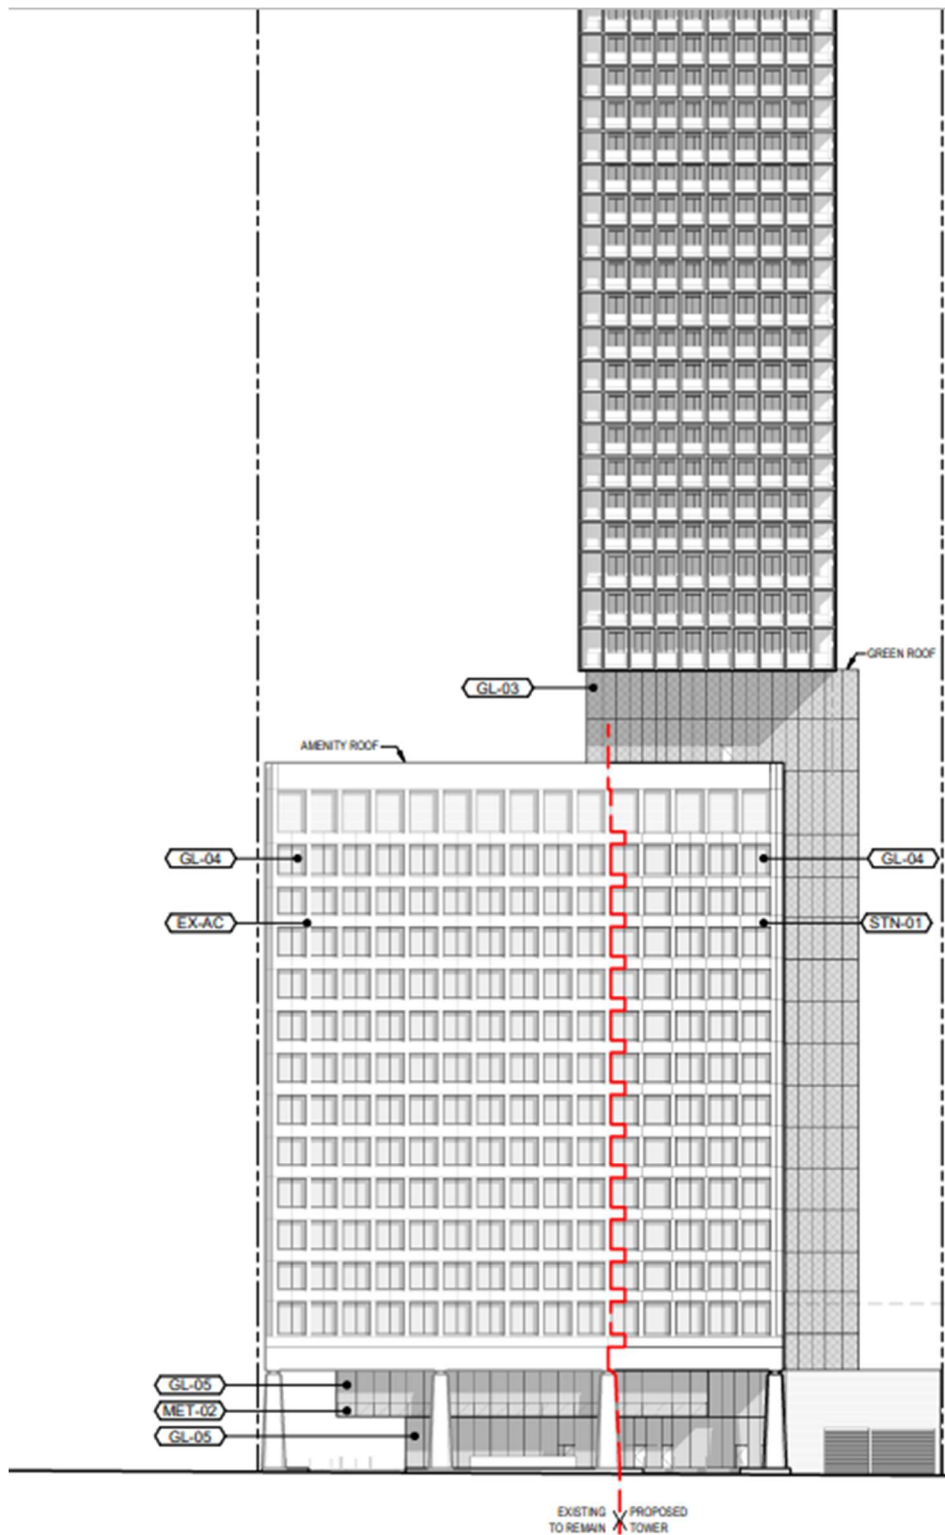 GREEN ROOF
GL-03
AMENITY ROOF
GL-04
GL-04
EX-AC
STN-01
GL-05
MET-02
GL-05
EXISTING
TO REMAIN
PROPOSED
TOWER